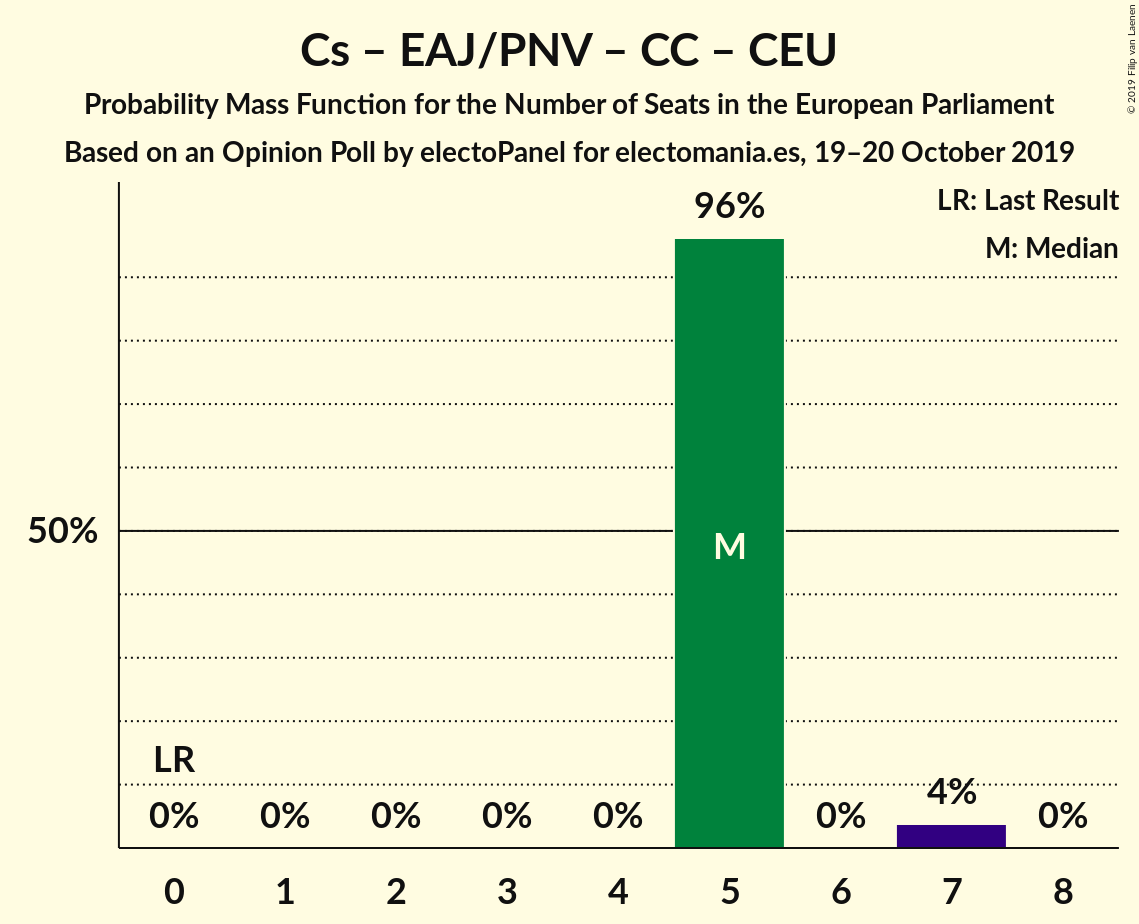 Cs – EAJ/PNV – CC – CEU
Probability Mass Function for the Number of Seats in the European Parliament
Based on an Opinion Poll by electoPanel for electomania.es, 19–20 October 2019
© 2019 Filip van Laenen
LR: Last Result
M: Median
96%
50%
M
LR
4%
0% 0% 0% 0% 0% 0% 0%
0 1 2 3 4 5 6 7 8